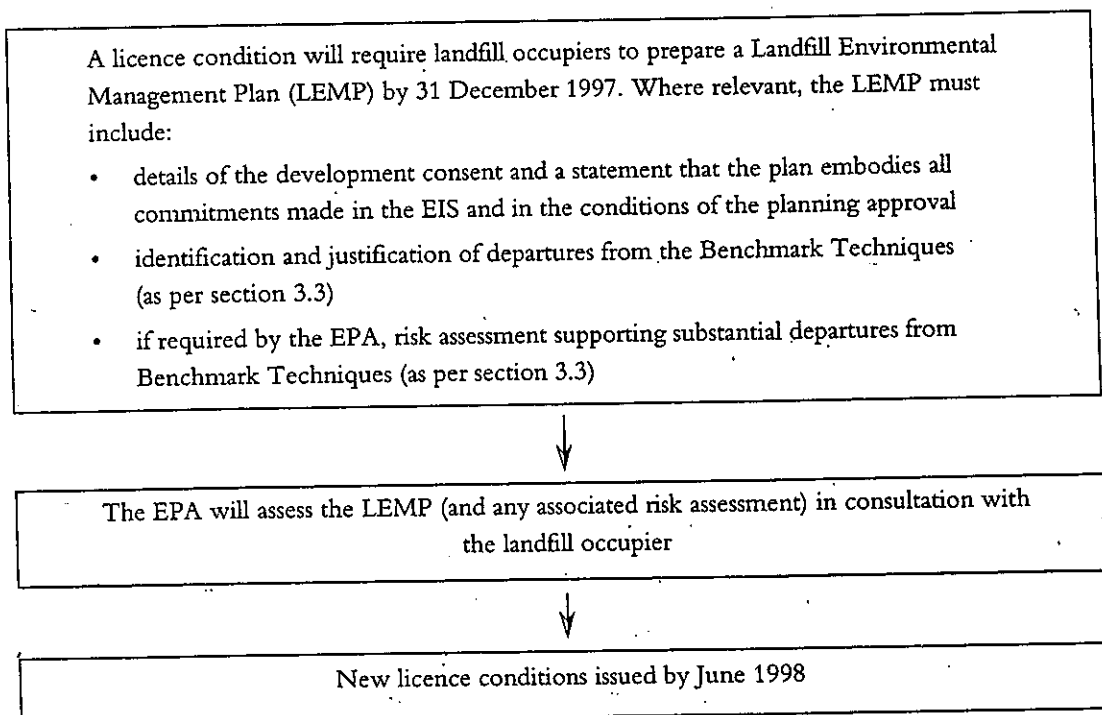 A licence condition will require landfill occupiers to prepare a Landfill Environmental
Management Plan (LEMP) by 31 December 1997. Where relevant, the LEMP must
include:
• details of the development consent and a statement that the plan embodies all
commitments made in the EIS and in the conditions of the planning approval
• identification and justification of departures from the Benchmark Techniques
(as per section 3.3)
• if required by the EPA, risk assessment supporting substantial departures from
Benchmark Techniques (as per section 3.3)
The EPA will assess the LEMP (and any associated risk assessment) in consultation with
the landfill occupier
New licence conditions issued by June 1998